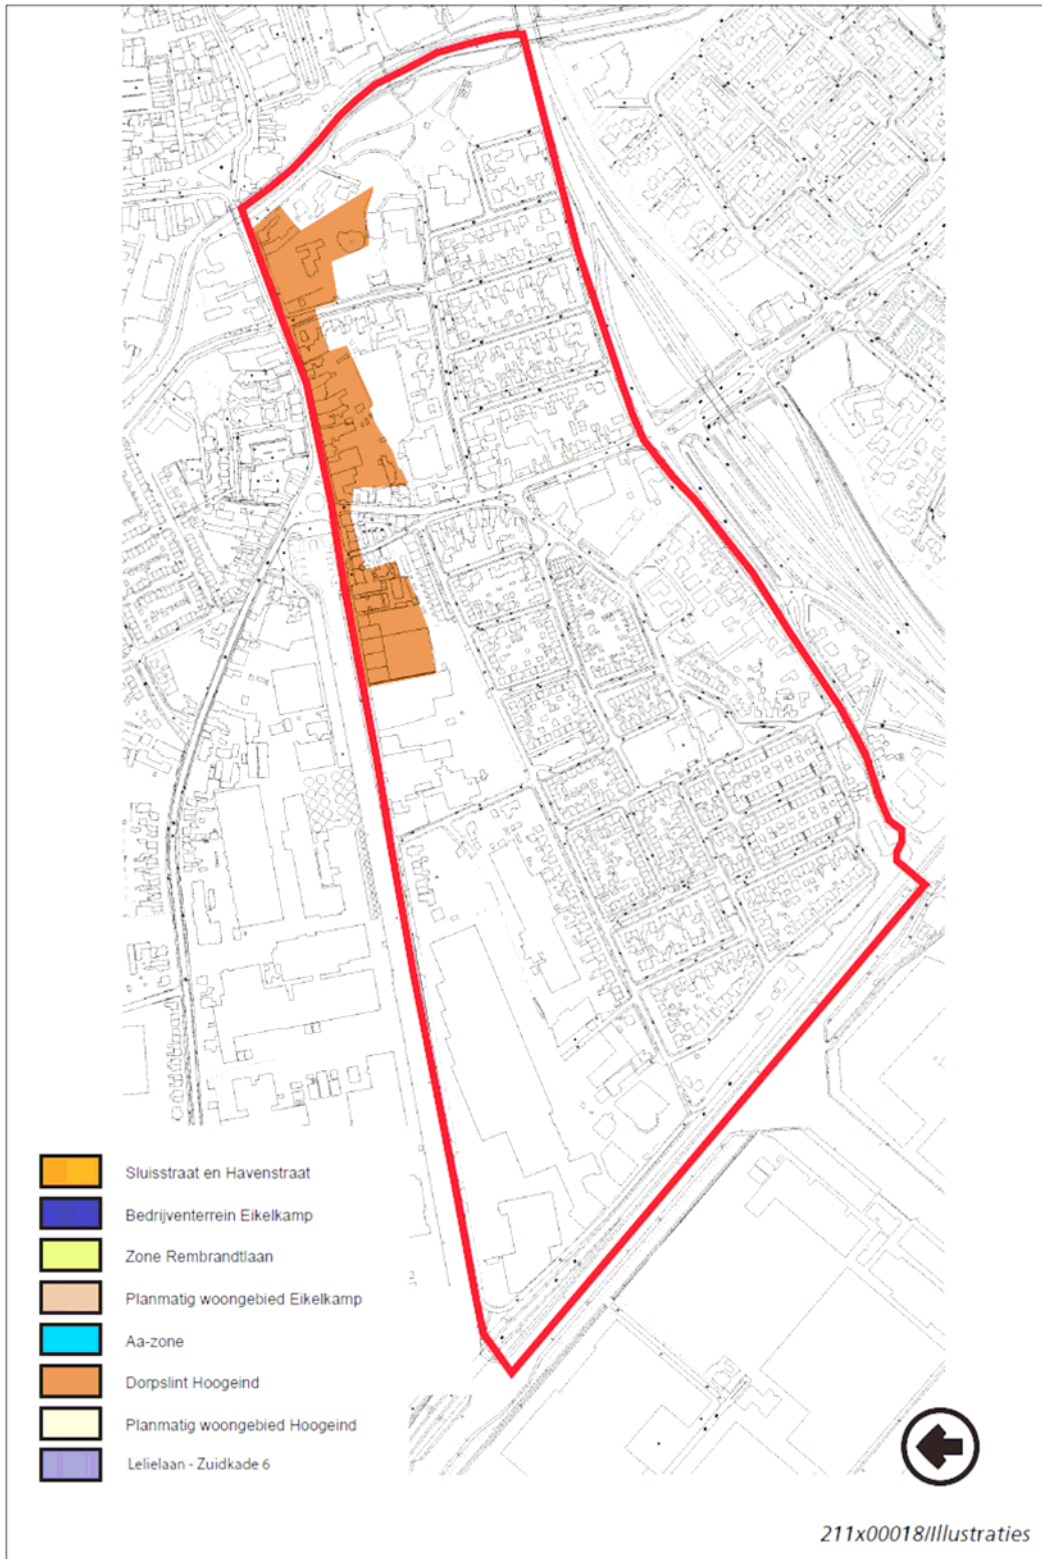 Sluisstraat en Havenstraat
Bedrijventerrein Eikelkamp
Zone Rembrandtlaan
Planmatig woongebied Eikelkamp
Aa-zone
Dorpslint Hoogeind
Planmatig woongebied Hoogeind
Lelielaan - Zuidkade 6
211x00018/Illustraties